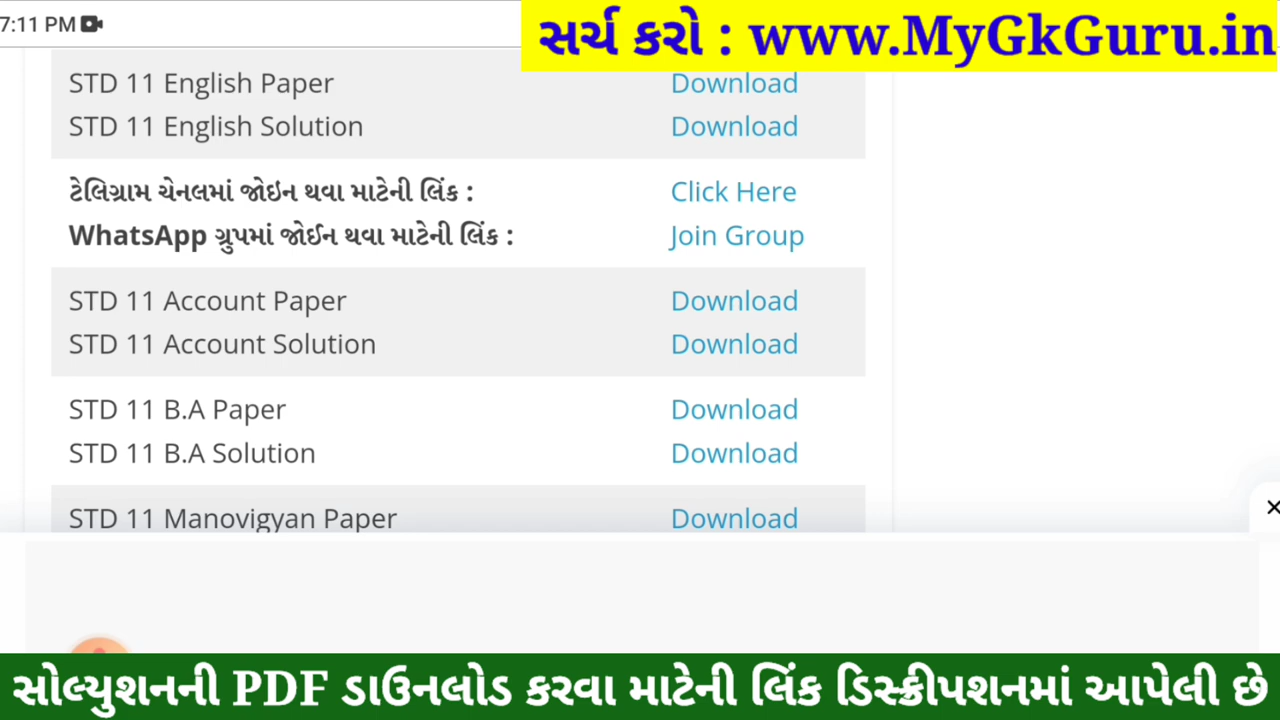 7:11 PM
સર્ચ કરો : www.MyGkGuru.in
STD 11 English Paper Download
STD 11 English Solution Download
ટેલિગ્રામ ચેનલમાં જોઇન થવા માટેની લિંક : Click Here
WhatsApp ગ્રુપમાં જોઈન થવા માટેની લિંક : Join Group
STD 11 Account Paper Download
STD 11 Account Solution Download
STD 11 B.A Paper Download
STD 11 B.A Solution Download
STD 11 Manovigyan Paper Download
સોલ્યુશનની PDF ડાઉનલોડ કરવા માટેની લિંક ડિસ્ક્રીપશનમાં આપેલી છે